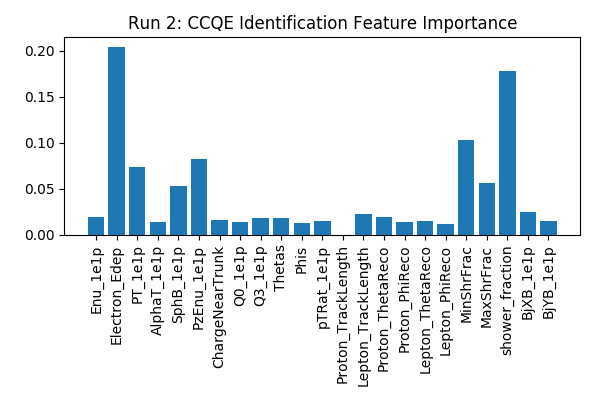 Run 2: CCQE Identification Feature Importance
0.20
0.15
0.10
0.05
0.00
Enu_1e1p
Electron_Edep
PT_1e1p
AlphaT_1e1p
SphB_1e1p
PzEnu_1e1p
ChargeNearTrunk
Q0_1e1p
Q3_1e1p
Thetas
Phis
pTRat_1e1p
Proton_TrackLength
Lepton_TrackLength
Proton_ThetaReco
Proton_PhiReco
Lepton_ThetaReco
Lepton_PhiReco
MinShrFrac
MaxShrFrac
shower_fraction
BjXB_1e1p
BjYB_1e1p